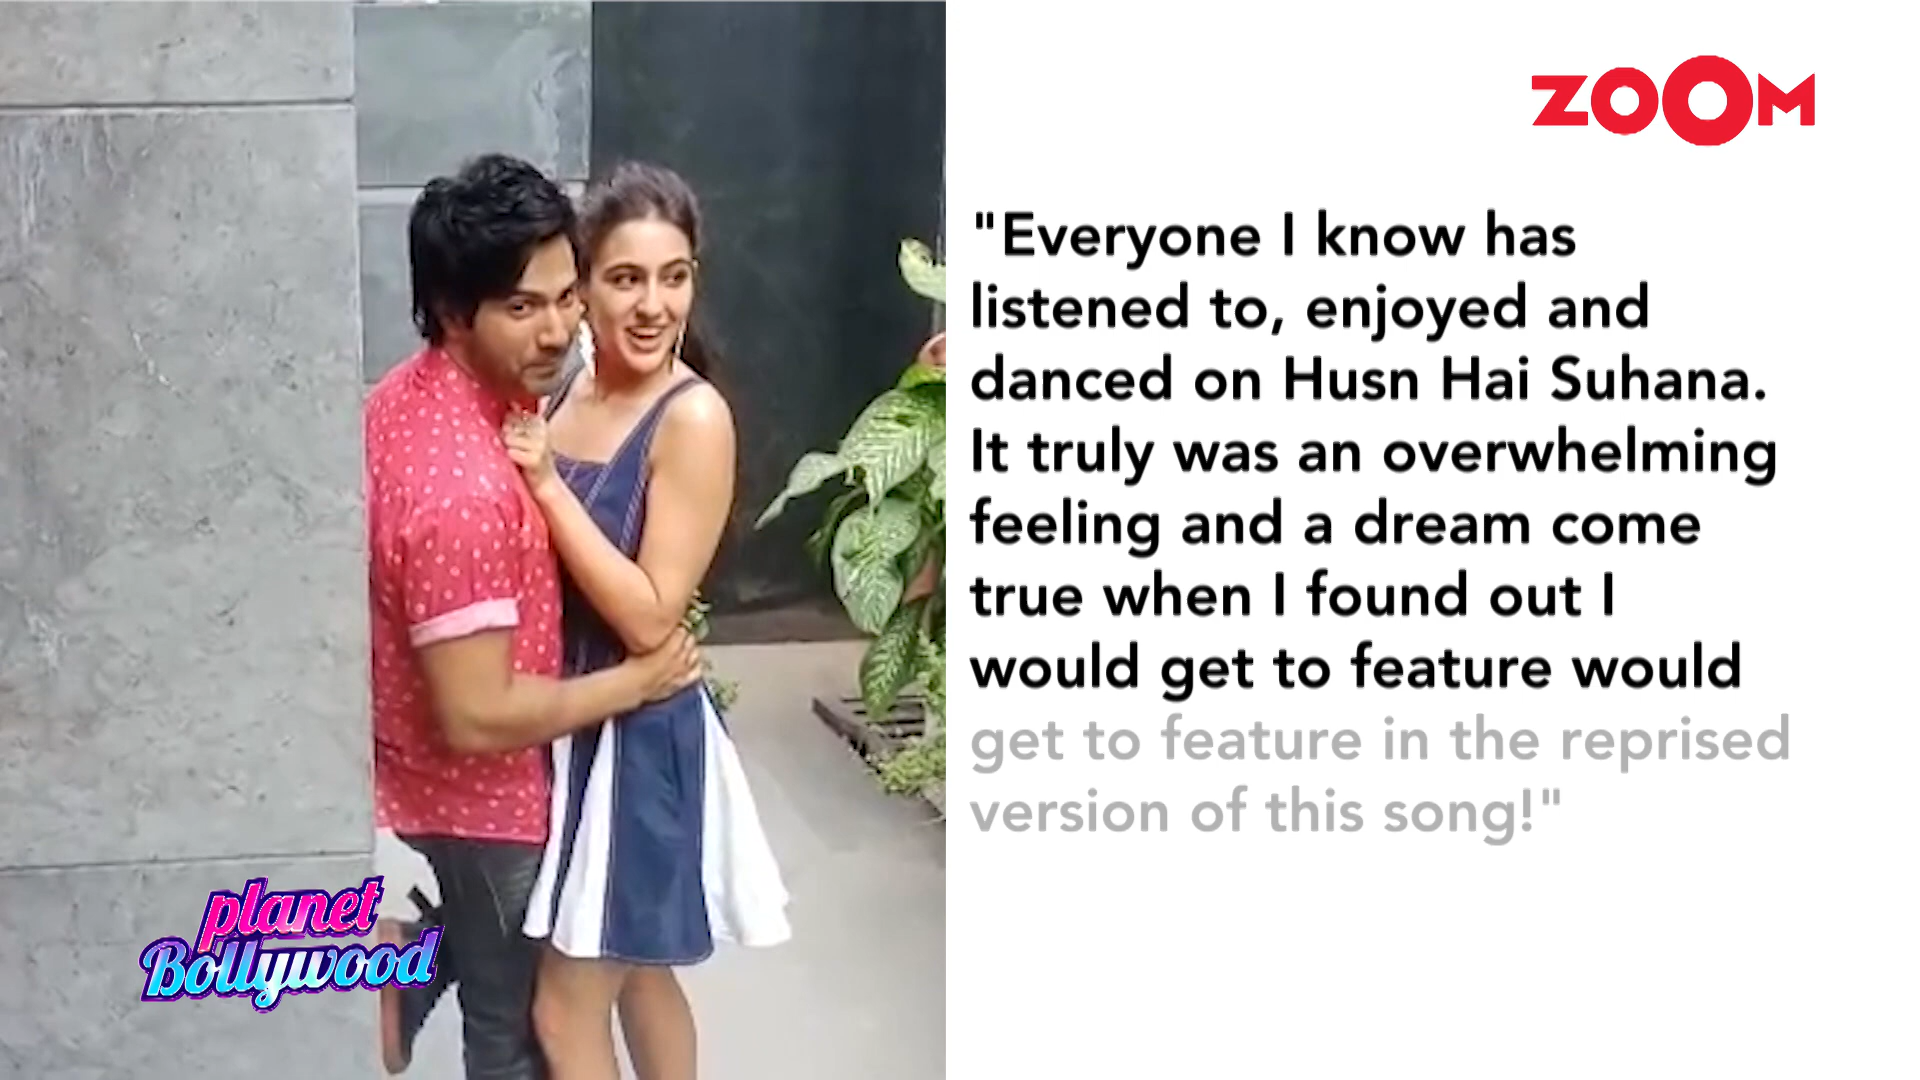 ZOOM
"Everyone I know has
listened to, enjoyed and
danced on Husn Hai Suhana.
It truly was an overwhelming
feeling and a dream come
true when I found out I
would get to feature would
get to feature in the reprised
version of this song!"
planet
Bollywood